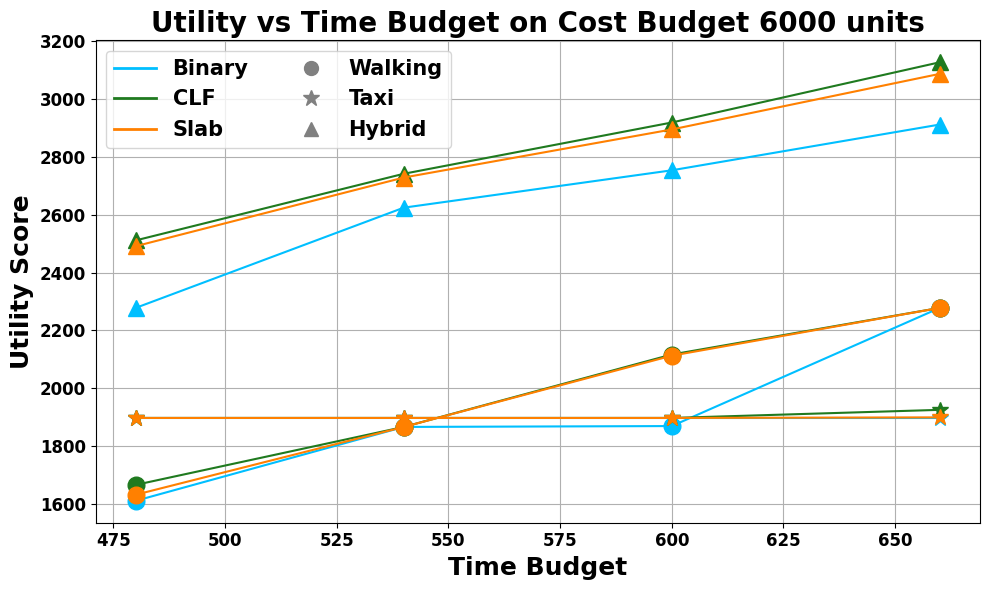 Utility vs Time Budget on Cost Budget 6000 units
Utility Score
3200
3000
2800
2600
2400
2200
2000
1800
1600
Binary
CLF
Slab
Walking
Taxi
Hybrid
475 500 525 550 575 600 625 650
Time Budget